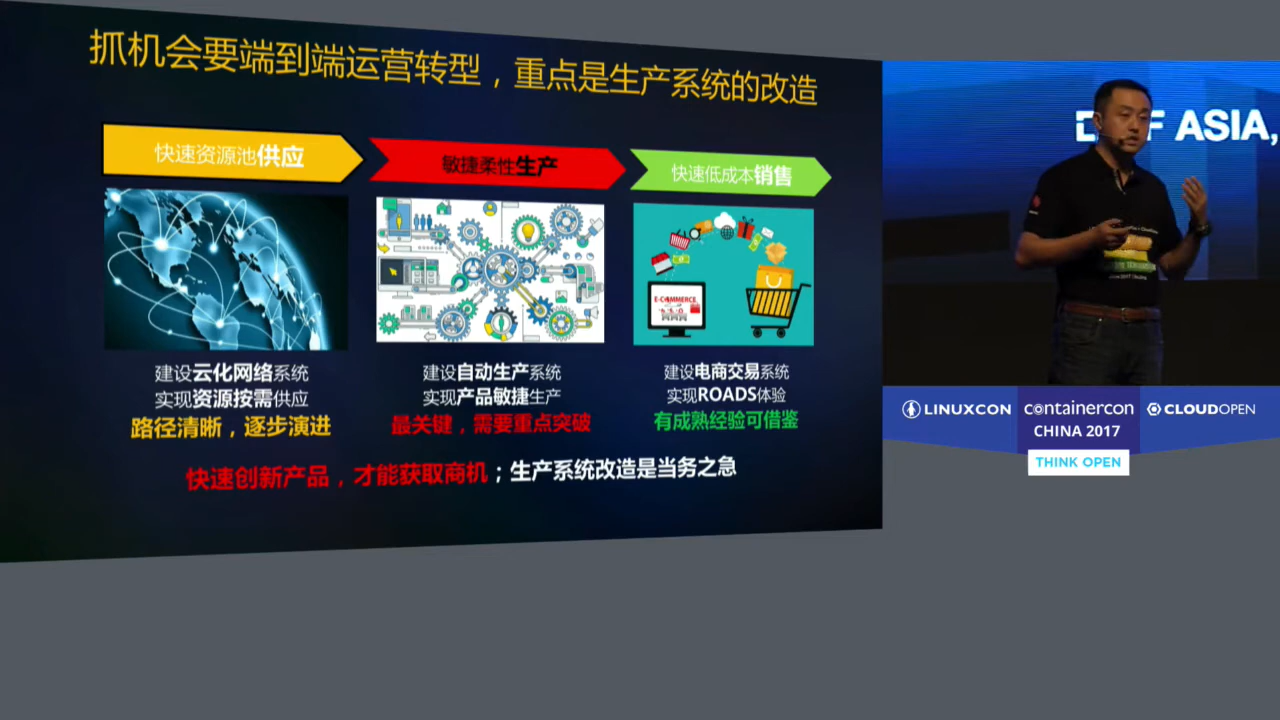 抓机会要端到端运营转型，重点是生产系统的改造
快速资源池供应
敏捷柔性生产
快速低成本销售
E-COMMERCE
建设云化网络系统
实现资源按需供应
路径清晰，逐步演进
建设自动生产系统
实现产品敏捷生产
最关键，需要重点突破
建设电商交易系统
实现ROADS体验
有成熟经验可借鉴
快速创新产品，才能获取商机；生产系统改造是当务之急
F ASIA,
LINUXCON
containercon
CHINA 2017
CLOUDOPEN
THINK OPEN